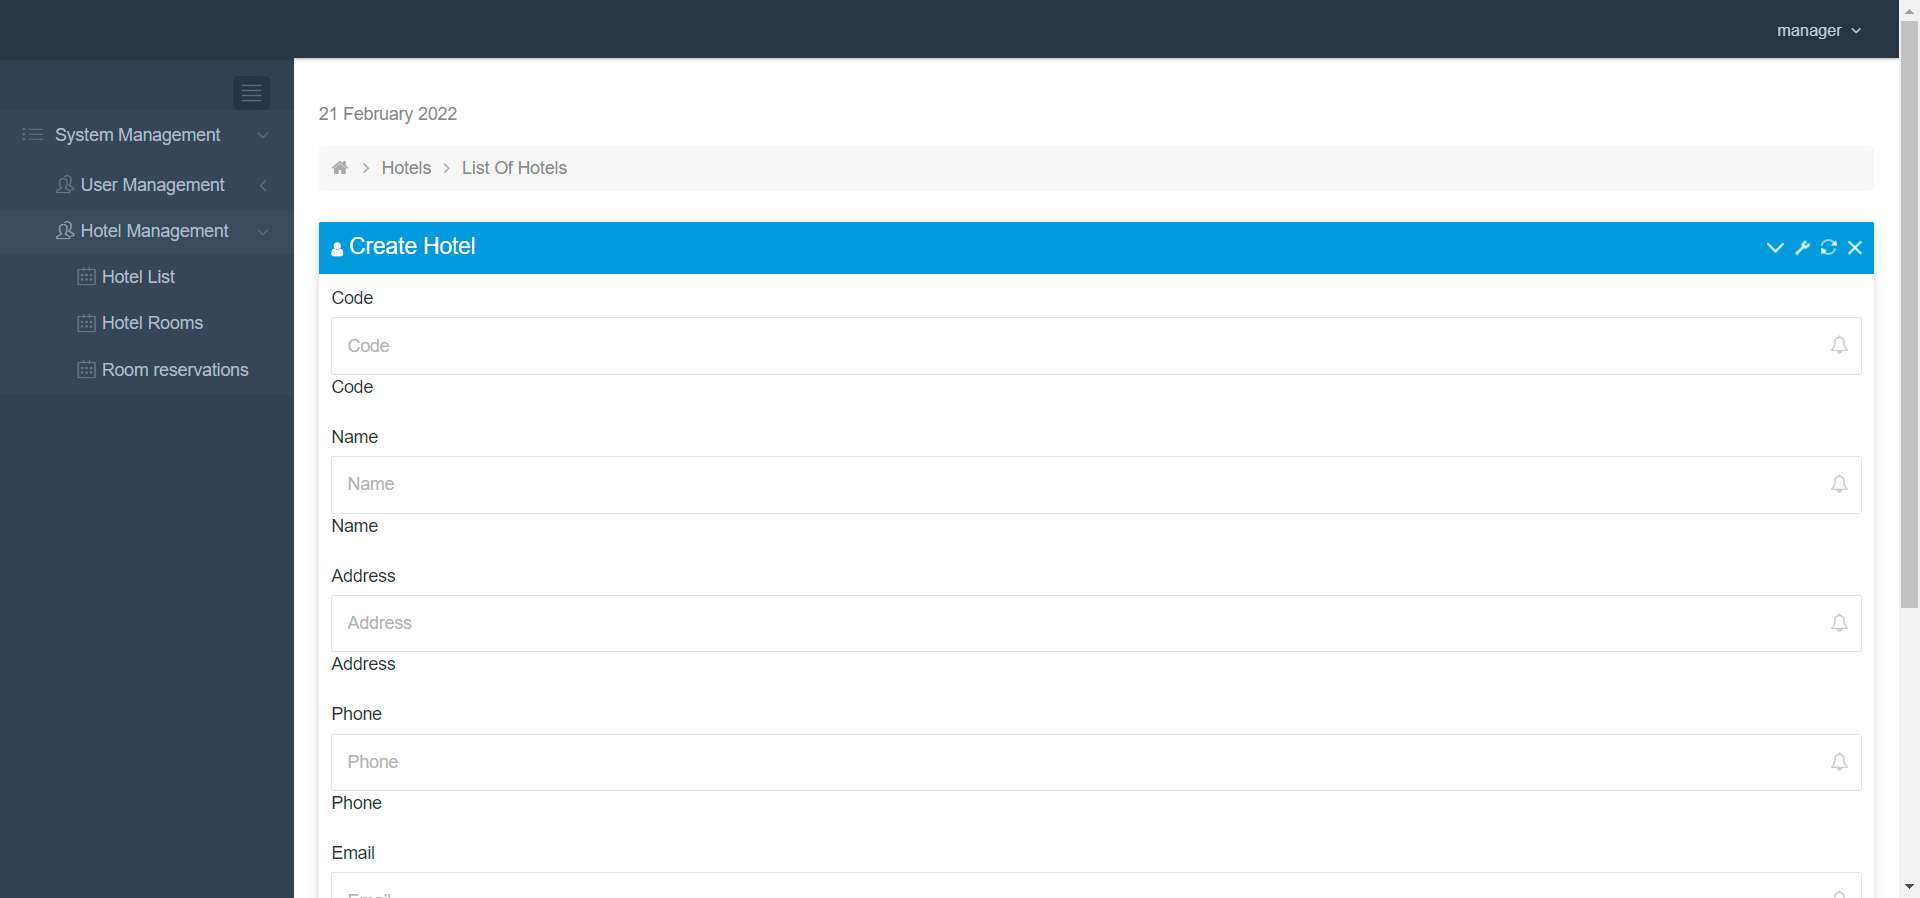 manager
System Management
User Management
Hotel Management
Hotel List
Hotel Rooms
Room reservations
21 February 2022
Hotels
List Of Hotels
Create Hotel
Code
Code
Code
Name
Name
Name
Address
Address
Address
Phone
Phone
Phone
Email
Email